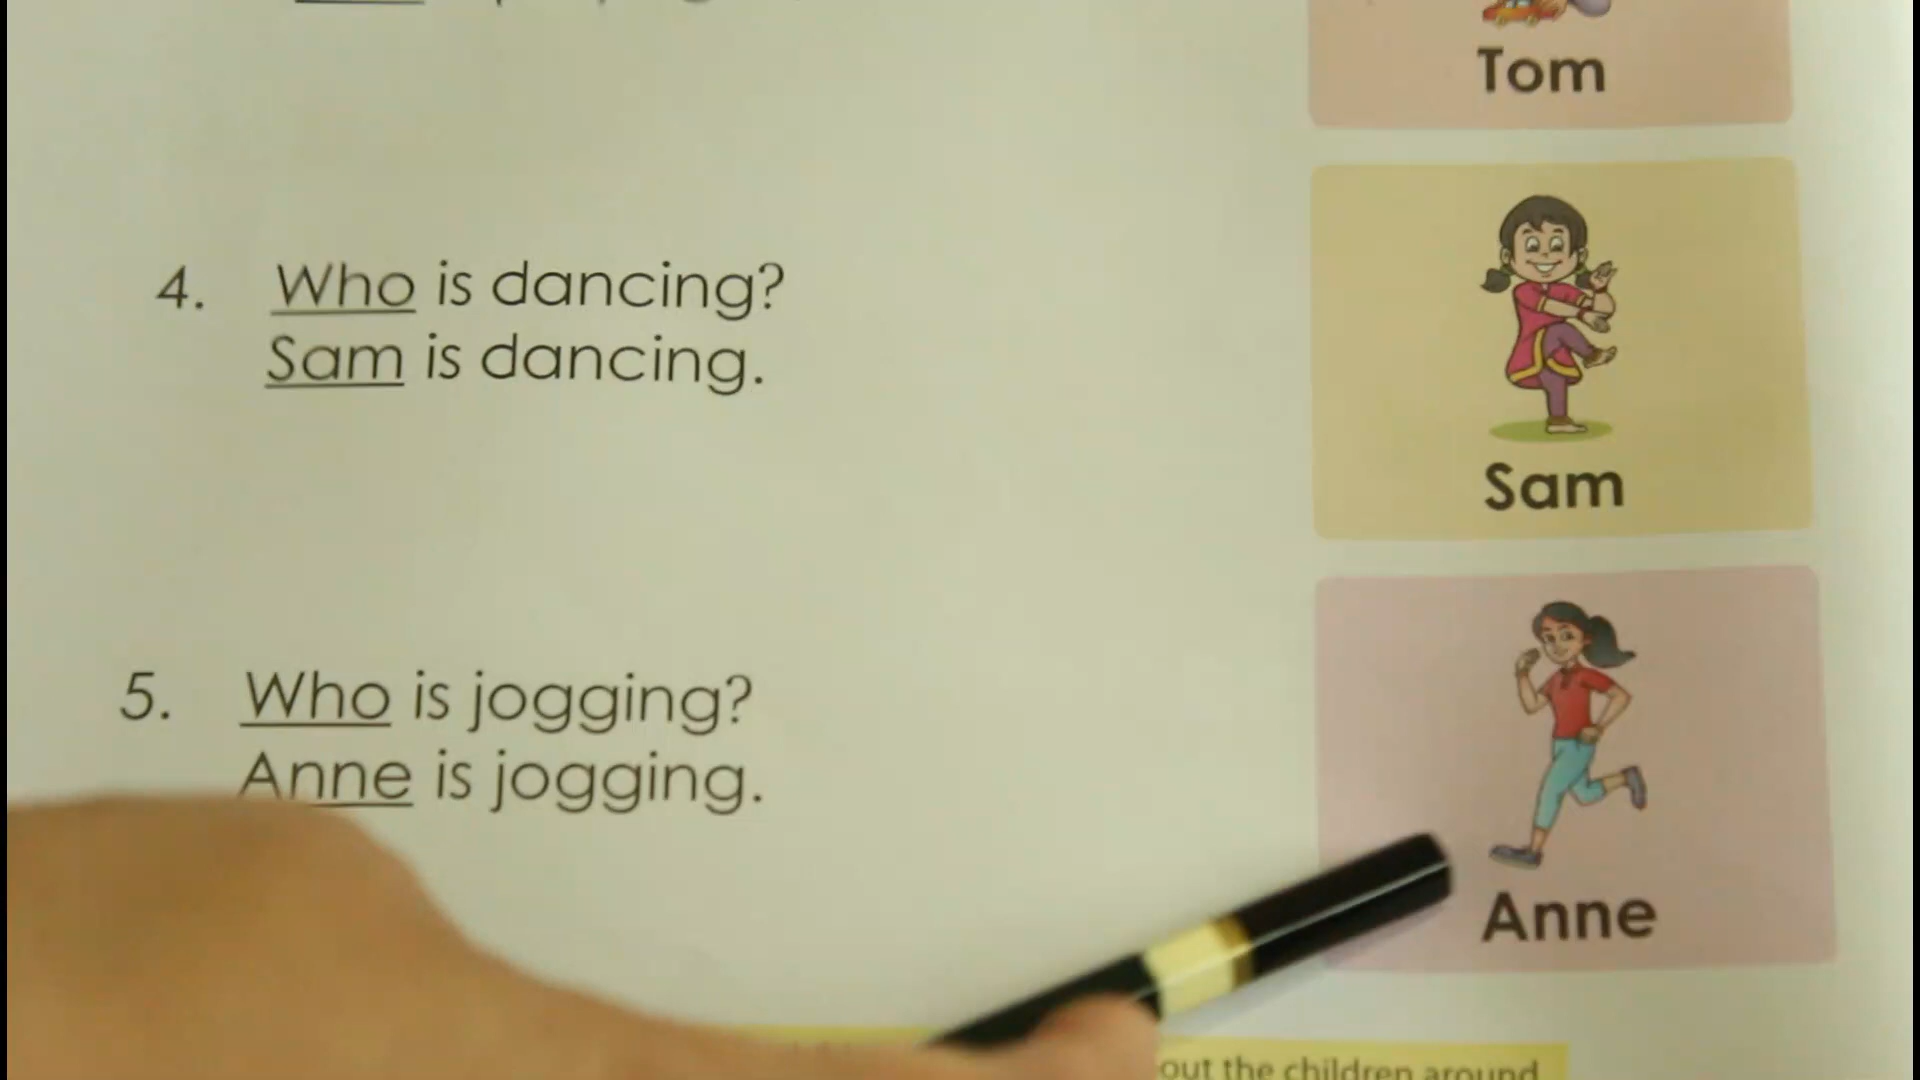 Tom
4. Who is dancing?
Sam is dancing.
Sam
5. Who is jogging?
Anne is jogging.
Anne
the children around